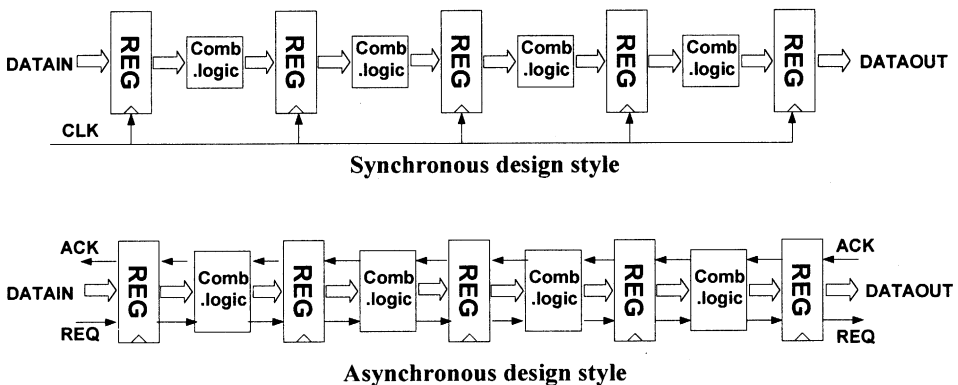 DATAIN
REG
Comb
.logic
REG
Comb
.logic
REG
Comb
.logic
REG
Comb
.logic
REG
DATAOUT
CLK
Synchronous design style
ACK
DATAIN
REQ
REG
Comb
.logic
REG
Comb
.logic
REG
Comb
.logic
REG
Comb
.logic
REG
ACK
DATAOUT
REQ
Asynchronous design style